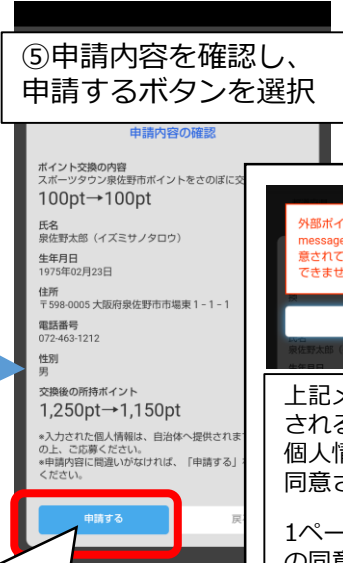 ⑤申請内容を確認し、
申請するボタンを選択
申請内容の確認
ポイント交換の内容
スポーツタウン泉佐野市ポイントをさのぽに交
100pt→100pt
氏名
泉佐野太郎（イズミサノタロウ）
生年月日
1975年02月23日
住所
〒598-0005 大阪府泉佐野市市場東1－1－1
電話番号
072-463-1212
性別
男
交換後の所持ポイント
1,250pt→1,150pt
※入力された個人情報は、自治体へ提供されま
の上、ご応募ください。
※申請内容に間違いがなければ、「申請する」
ください。
申請する
戻
外部ポイ
message
意されて
できませ
上記メ
される
個人情
同意さ
1ペー
の同意